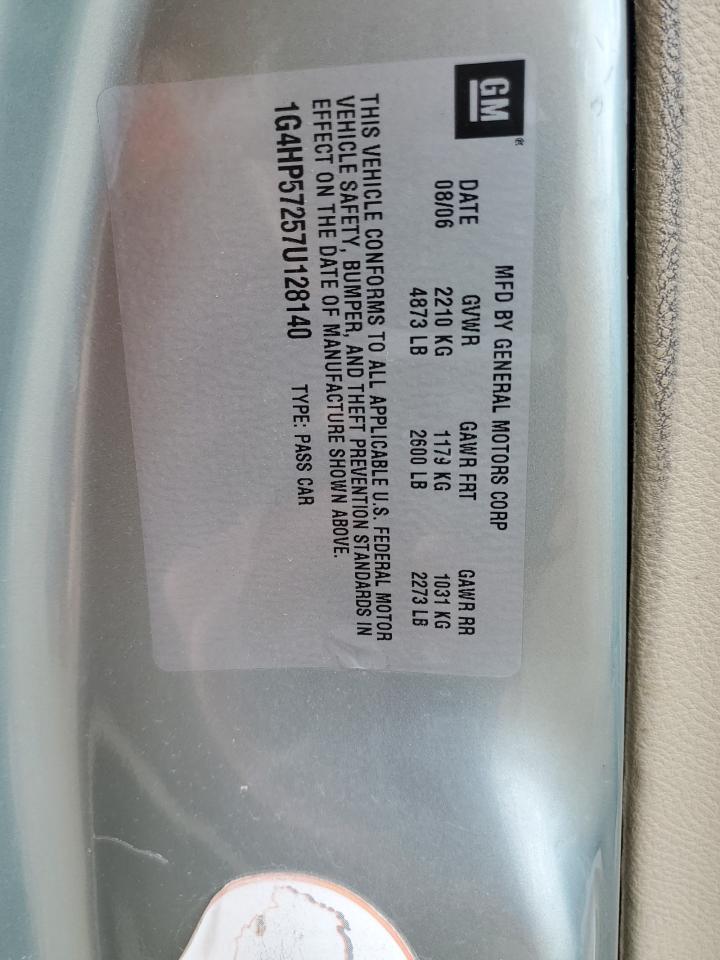 GM®
MFD BY GENERAL MOTORS CORP
DATE GVWR GAWR FRT GAWR RR
08/06 2210 KG 1179 KG 1031 KG
4873 LB 2600 LB 2273 LB
THIS VEHICLE CONFORMS TO ALL APPLICABLE U.S. FEDERAL MOTOR
VEHICLE SAFETY, BUMPER, AND THEFT PREVENTION STANDARDS IN
EFFECT ON THE DATE OF MANUFACTURE SHOWN ABOVE.
1G4HP57257U128140 TYPE: PASS CAR